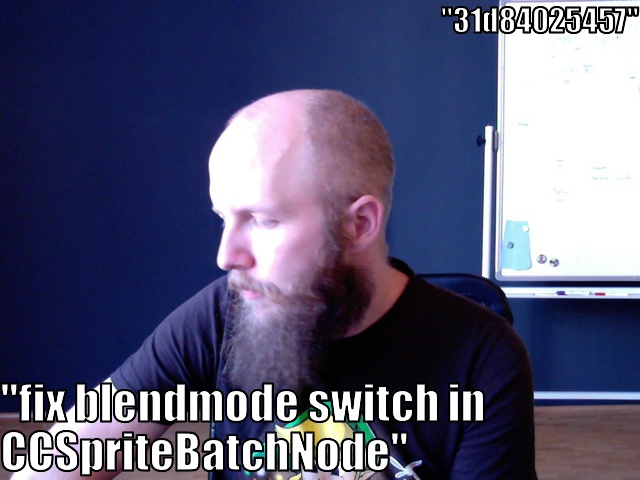 "31d84025457"
"fix blendmode switch in
CCSpriteBatchNode"